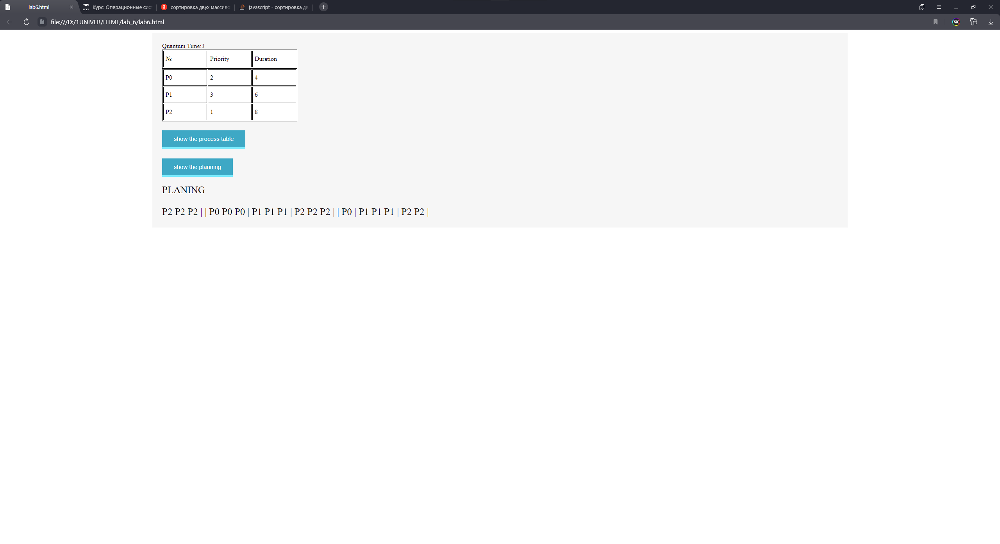 lab6.html
Курс: Операционные сис
сортировка двух массиво
javascript - сортировка дв
file:///D:/1UNIVER/HTML/lab_6/lab6.html
Quantum Time:3
№ Priority Duration
P0 2 4
P1 3 6
P2 1 8
show the process table
show the planning
PLANING
P2 P2 P2 | | P0 P0 P0 | P1 P1 P1 | P2 P2 P2 | | P0 | P1 P1 P1 | P2 P2 |